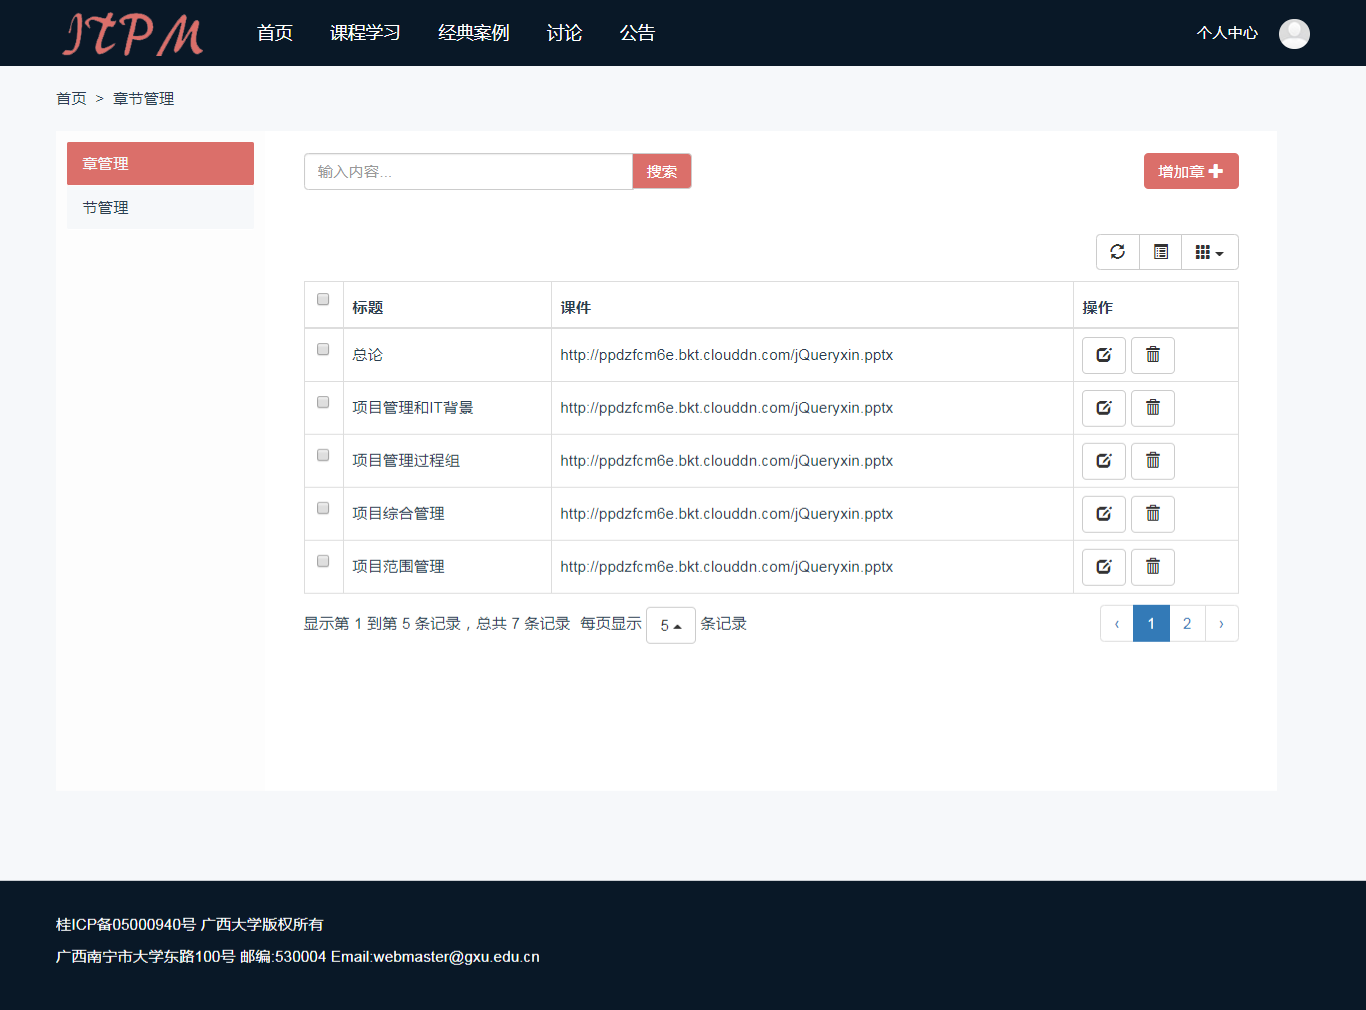 ITPM 首页 课程学习 经典案例 讨论 公告 个人中心
首页 > 章节管理
章管理
节管理
输入内容... 搜索 增加章
标题 课件 操作
总论 http://ppdzfcm6e.bkt.clouddn.com/jQueryxin.pptx
项目管理和IT背景 http://ppdzfcm6e.bkt.clouddn.com/jQueryxin.pptx
项目管理过程组 http://ppdzfcm6e.bkt.clouddn.com/jQueryxin.pptx
项目综合管理 http://ppdzfcm6e.bkt.clouddn.com/jQueryxin.pptx
项目范围管理 http://ppdzfcm6e.bkt.clouddn.com/jQueryxin.pptx
显示第 1 到第 5 条记录，总共 7 条记录 每页显示 5 条记录 ‹ 1 2 ›
桂ICP备05000940号 广西大学版权所有
广西南宁市大学东路100号 邮编:530004 Email:webmaster@gxu.edu.cn